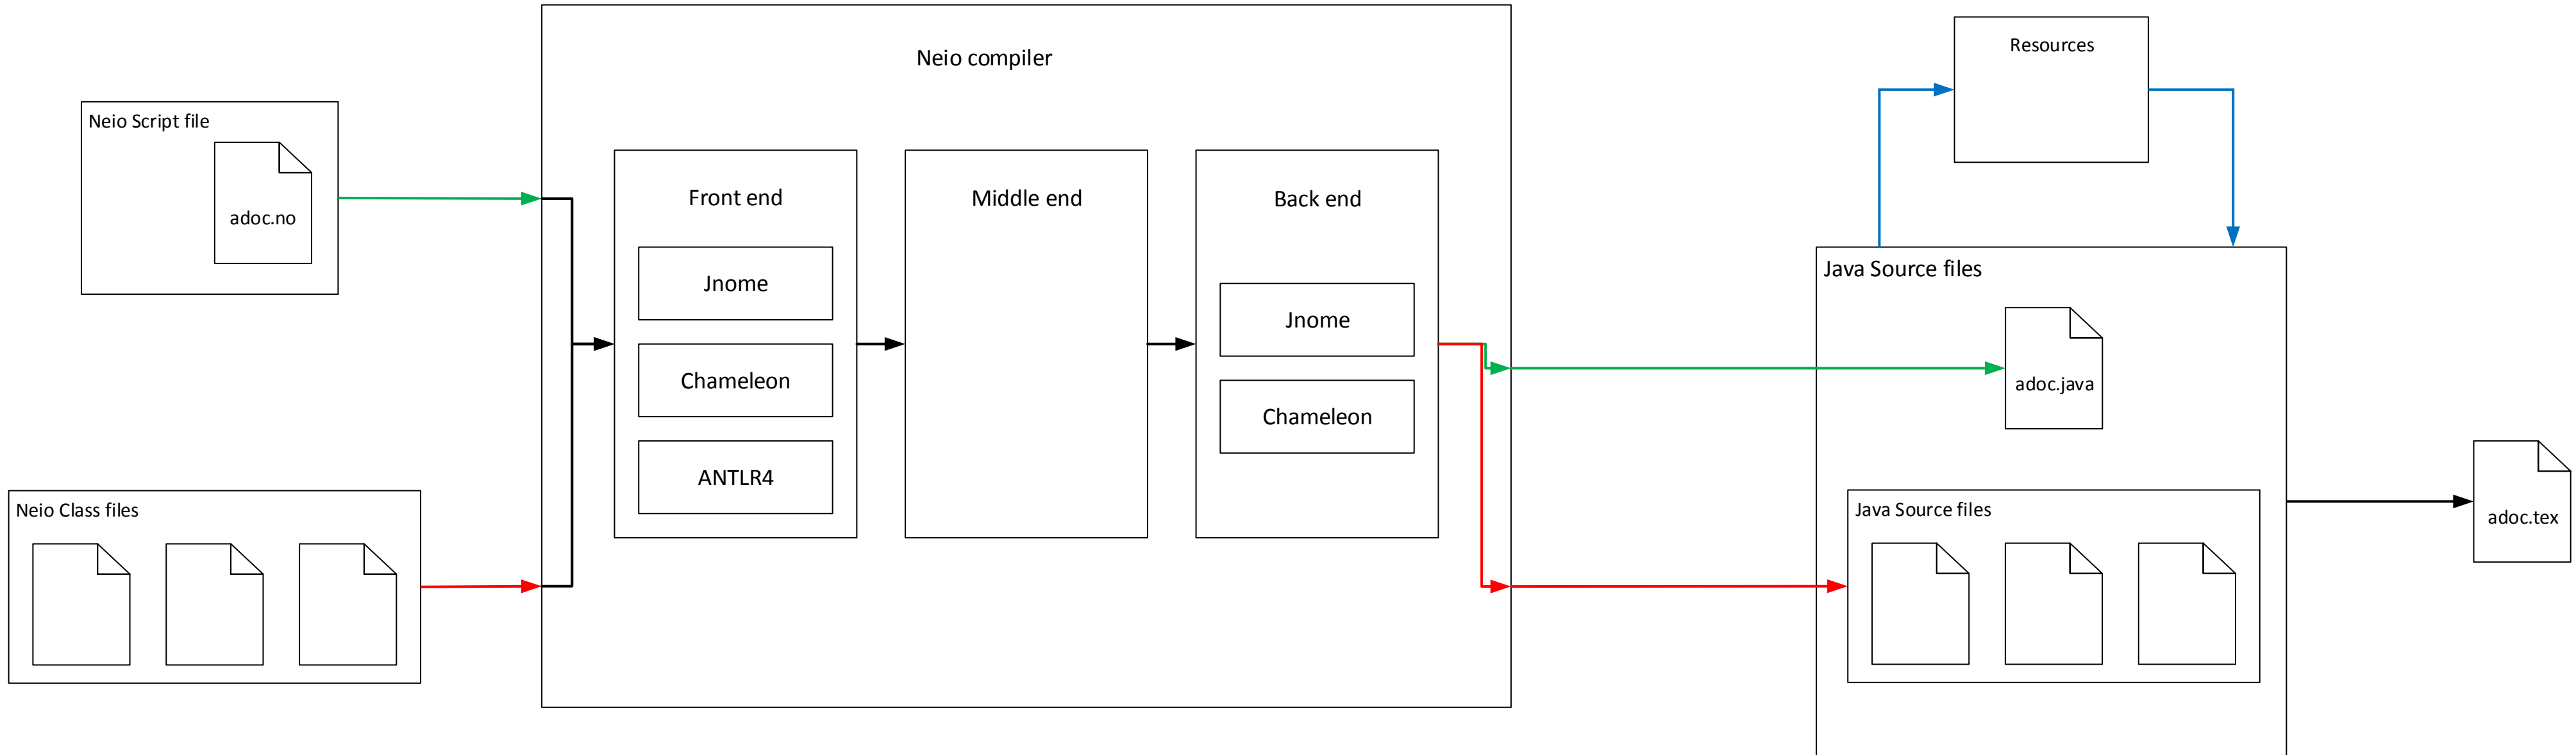 Neio compiler
Resources
Neio Script file
adoc.no
Front end
Jnome
Chameleon
ANTLR4
Middle end
Back end
Jnome
Chameleon
Neio Class files
Java Source files
adoc.java
Java Source files
adoc.tex